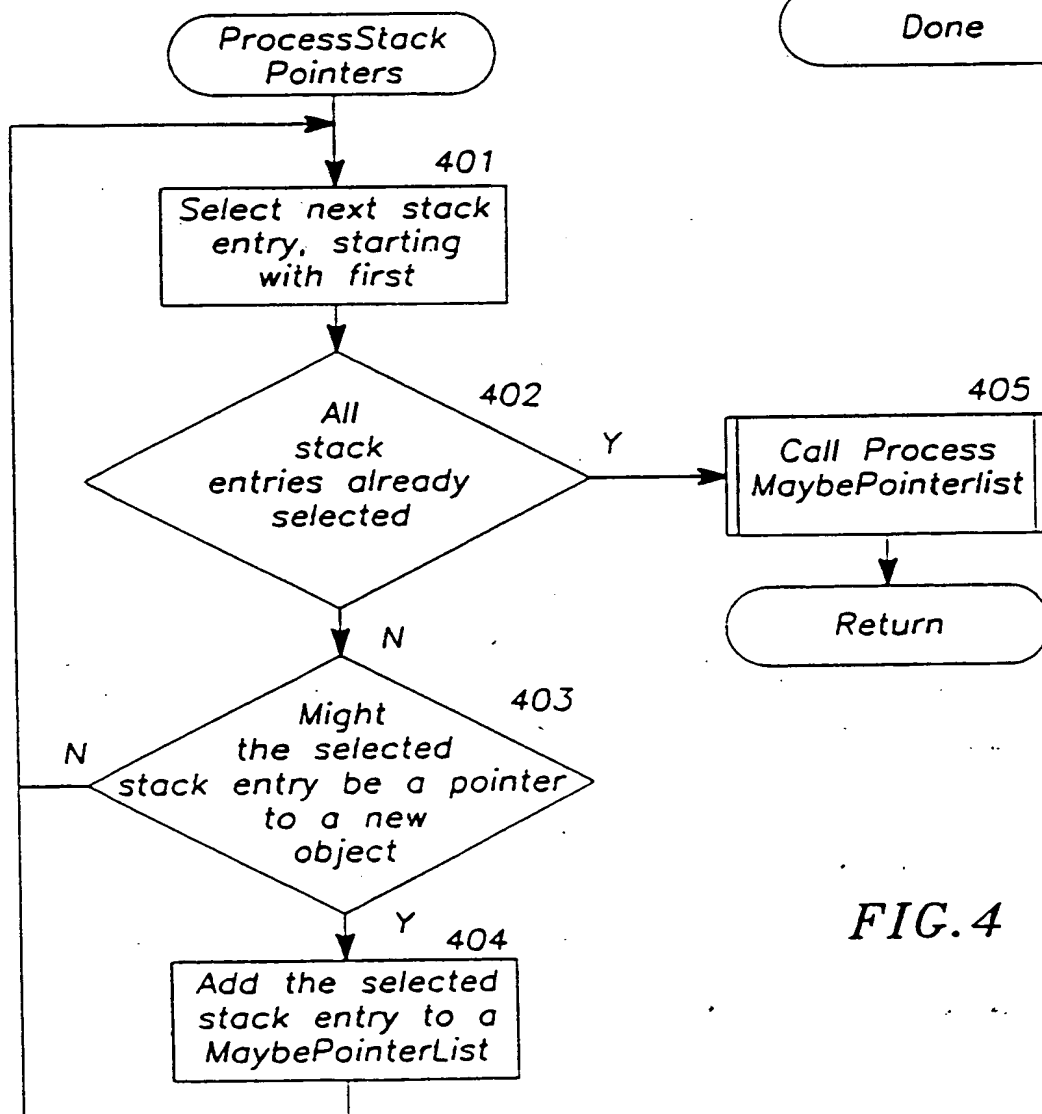 ProcessStack
Pointers
Done
401
Select next stack
entry, starting
with first
402
All
stack
entries already
selected
Y
405
Call Process
MaybePointerlist
Return
N
403
Might
the selected
stack entry be a pointer
to a new
object
N
Y
404
Add the selected
stack entry to a
MaybePointerList
FIG.4